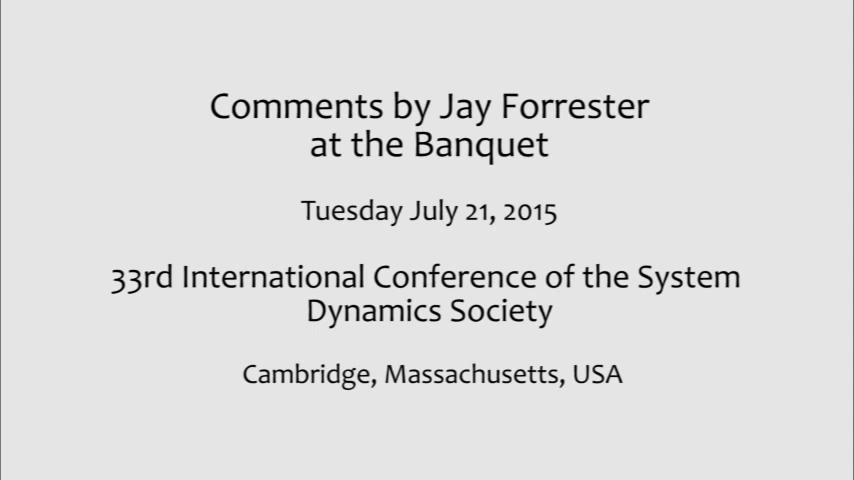 Comments by Jay Forrester
at the Banquet
Tuesday July 21, 2015
33rd International Conference of the System
Dynamics Society
Cambridge, Massachusetts, USA